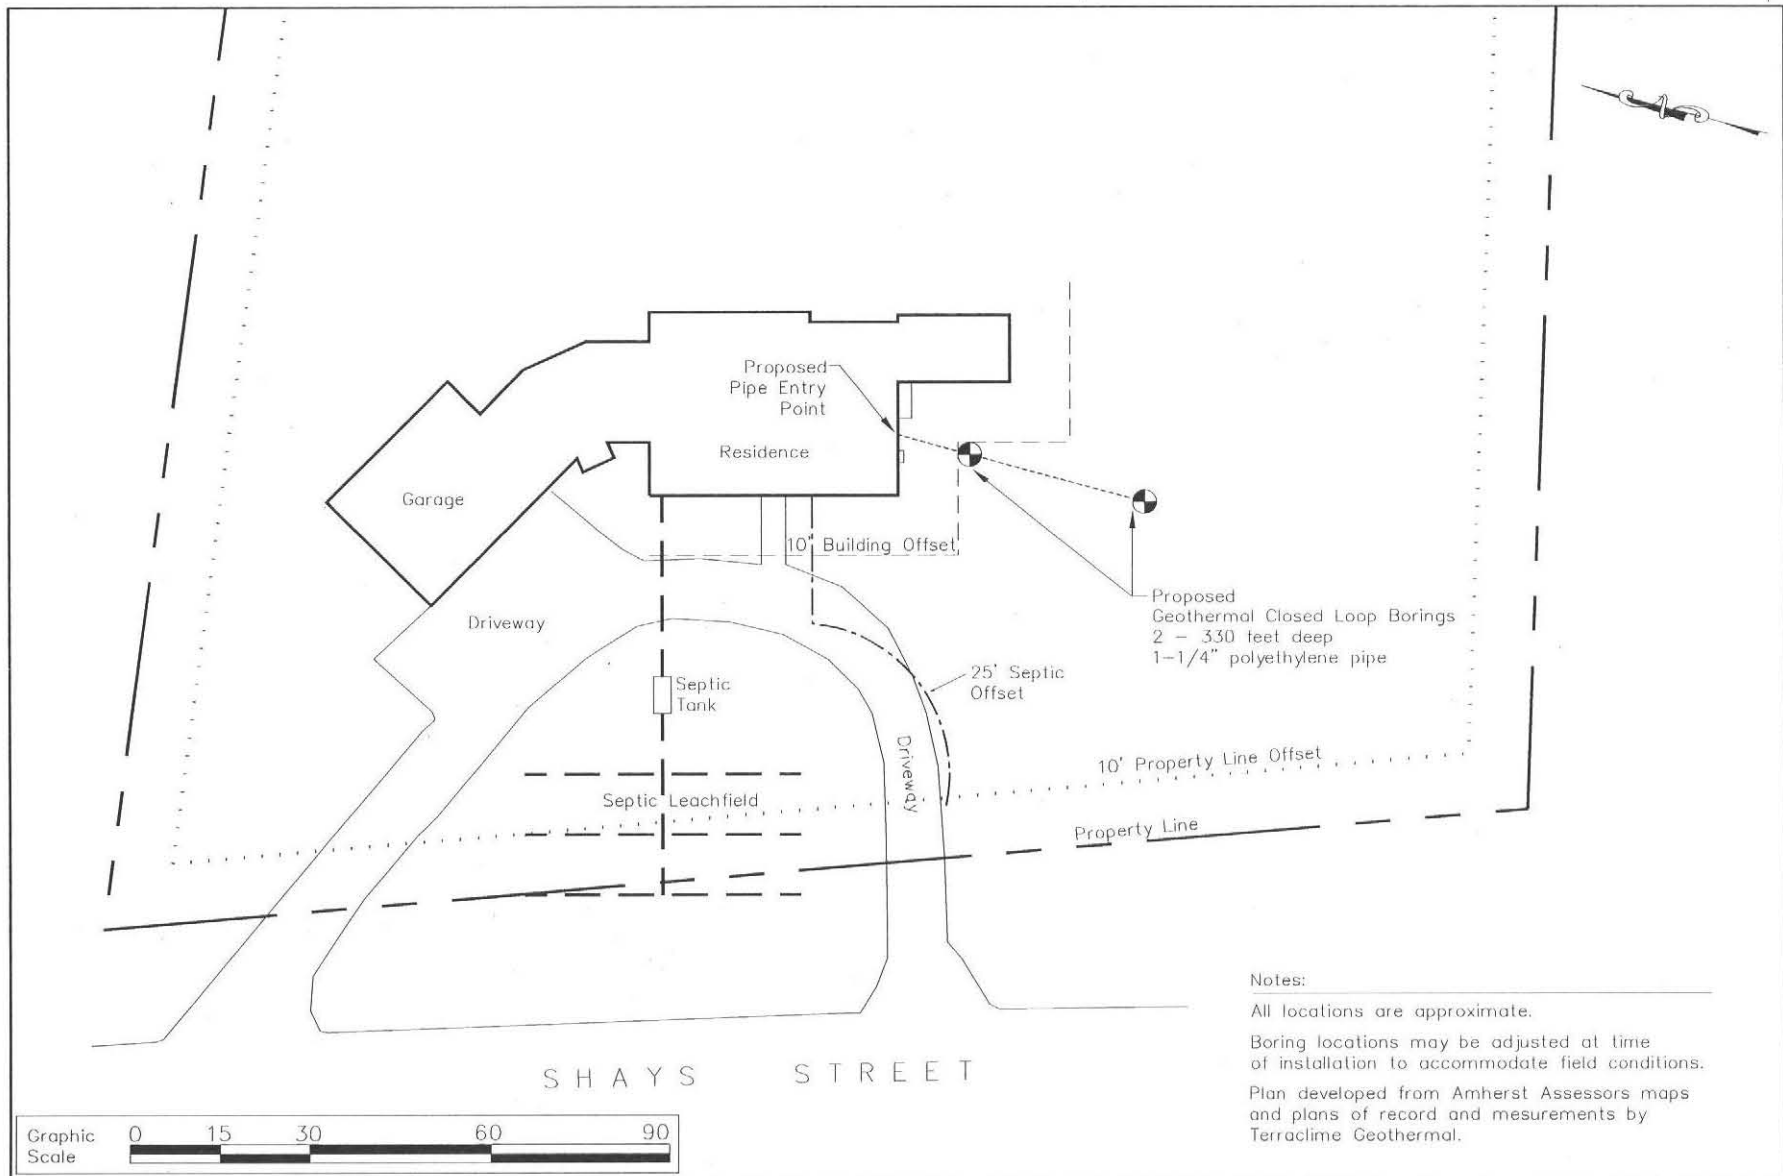 Proposed
Pipe Entry
Point
Residence
Garage
10' Building Offset
Proposed
Geothermal Closed Loop Borings
2 - 330 feet deep
1-1/4" polyethylene pipe
Driveway
25' Septic
Offset
Septic
Tank
Driveway
10' Property Line Offset
Septic Leachfield
Property Line
Notes:
All locations are approximate.
Boring locations may be adjusted at time
of installation to accommodate field conditions.
Plan developed from Amherst Assessors maps
and plans of record and mesurements by
Terraclime Geothermal.
SHAYS STREET
Graphic
Scale
0 15 30 60 90